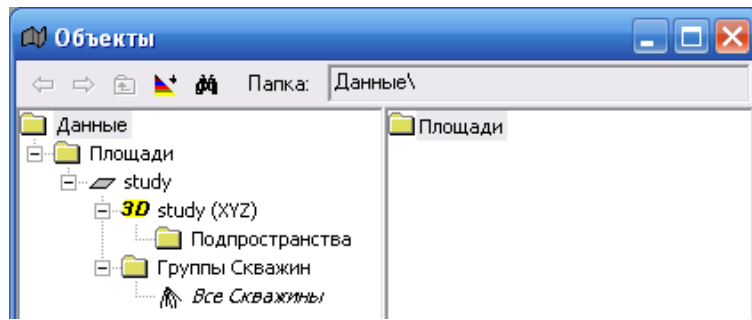 Объекты
Папка: Данные\
Данные
Площади
study
3D study (XYZ)
Подпространства
Группы Скважин
Все Скважины
Площади